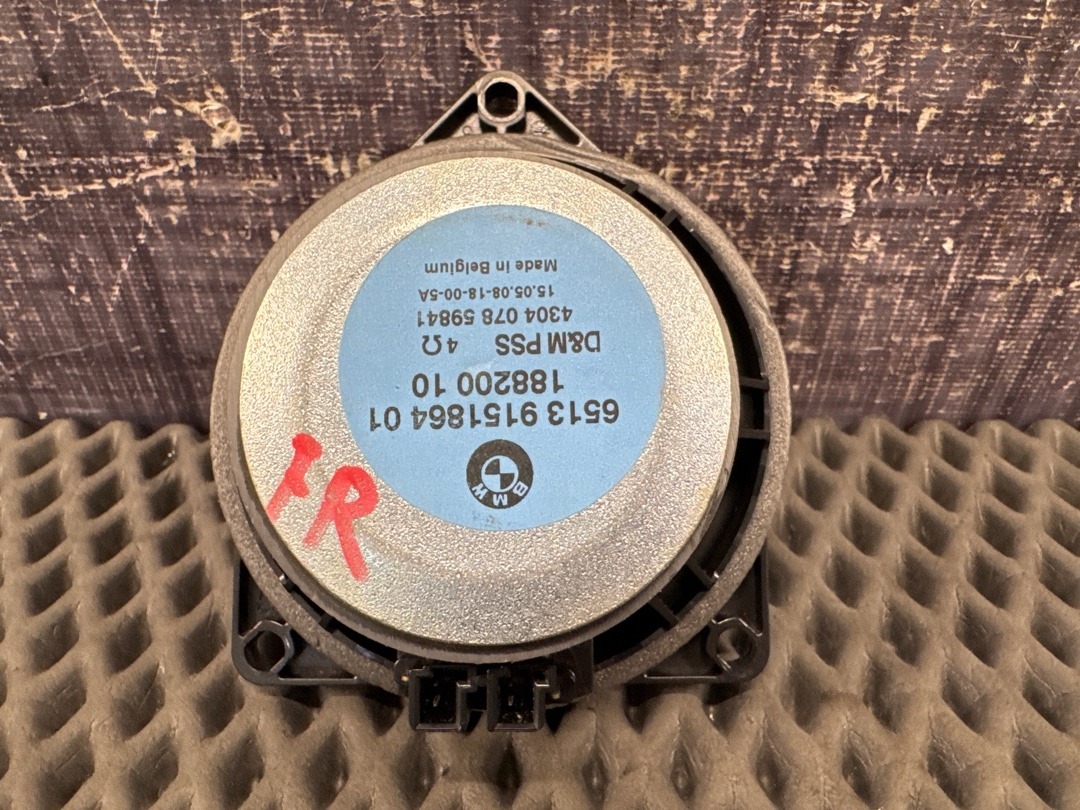 BMW
6513 9151864 01
188200 10
D&M PSS 4Ω
4304 078 59841
15.05.08-18-00-5A
Made in Belgium
FR